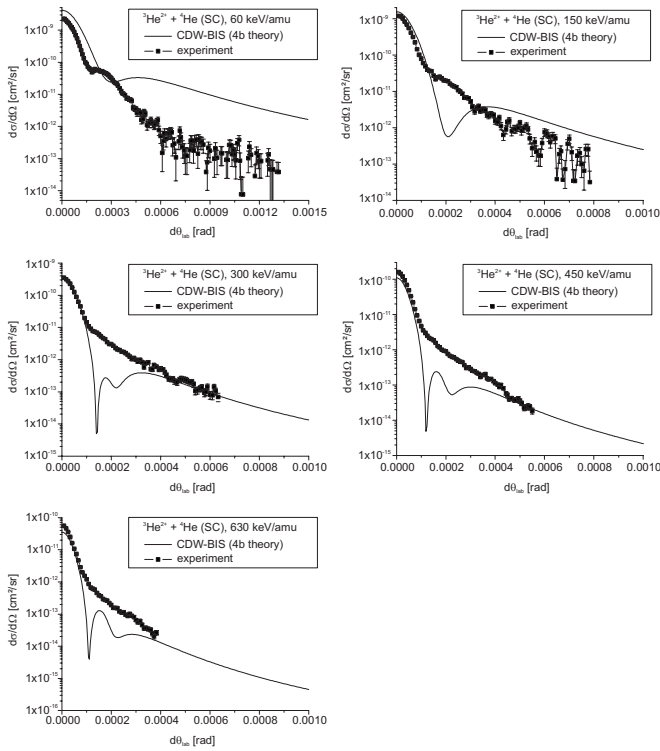 ³He²⁺ + ⁴He (SC), 60 keV/amu
CDW-BIS (4b theory)
experiment
dσ/dΩ [cm²/sr]
1x10⁻⁹
1x10⁻¹⁰
1x10⁻¹¹
1x10⁻¹²
1x10⁻¹³
1x10⁻¹⁴
0.0000 0.0003 0.0006 0.0009 0.0012 0.0015
dθlab [rad]
³He²⁺ + ⁴He (SC), 150 keV/amu
CDW-BIS (4b theory)
experiment
dσ/dΩ [cm²/sr]
1x10⁻⁹
1x10⁻¹⁰
1x10⁻¹¹
1x10⁻¹²
1x10⁻¹³
1x10⁻¹⁴
0.0000 0.0002 0.0004 0.0006 0.0008 0.0010
dθlab [rad]
³He²⁺ + ⁴He (SC), 300 keV/amu
CDW-BIS (4b theory)
experiment
dσ/dΩ [cm²/sr]
1x10⁻⁸
1x10⁻⁹
1x10⁻¹⁰
1x10⁻¹¹
1x10⁻¹²
1x10⁻¹³
1x10⁻¹⁴
1x10⁻¹⁵
0.0000 0.0002 0.0004 0.0006 0.0008 0.0010
dθlab [rad]
³He²⁺ + ⁴He (SC), 450 keV/amu
CDW-BIS (4b theory)
experiment
dσ/dΩ [cm²/sr]
1x10⁻⁹
1x10⁻¹⁰
1x10⁻¹¹
1x10⁻¹²
1x10⁻¹³
1x10⁻¹⁴
1x10⁻¹⁵
0.0000 0.0002 0.0004 0.0006 0.0008 0.0010
dθlab [rad]
³He²⁺ + ⁴He (SC), 630 keV/amu
CDW-BIS (4b theory)
experiment
dσ/dΩ [cm²/sr]
1x10⁻¹⁰
1x10⁻¹¹
1x10⁻¹²
1x10⁻¹³
1x10⁻¹⁴
1x10⁻¹⁵
1x10⁻¹⁶
0.0000 0.0002 0.0004 0.0006 0.0008 0.0010
dθlab [rad]